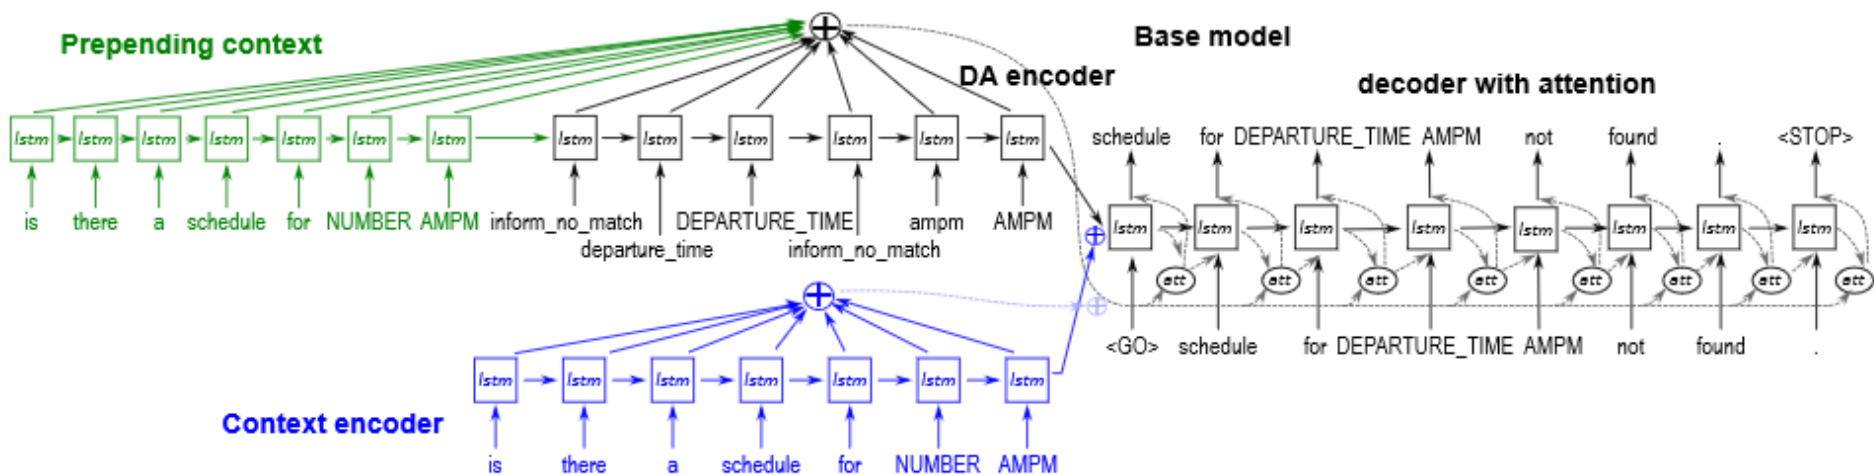 Prepending context
Base model
DA encoder
decoder with attention
lstm lstm lstm lstm lstm lstm lstm lstm lstm lstm lstm lstm lstm
is there a schedule for NUMBER AMPM inform_no_match DEPARTURE_TIME ampm AMPM
departure_time inform_no_match
schedule for DEPARTURE_TIME AMPM not found . <STOP>
lstm lstm lstm lstm lstm lstm lstm lstm
att att att att att att att att
<GO> schedule for DEPARTURE_TIME AMPM not found .
lstm lstm lstm lstm lstm lstm lstm
Context encoder
is there a schedule for NUMBER AMPM